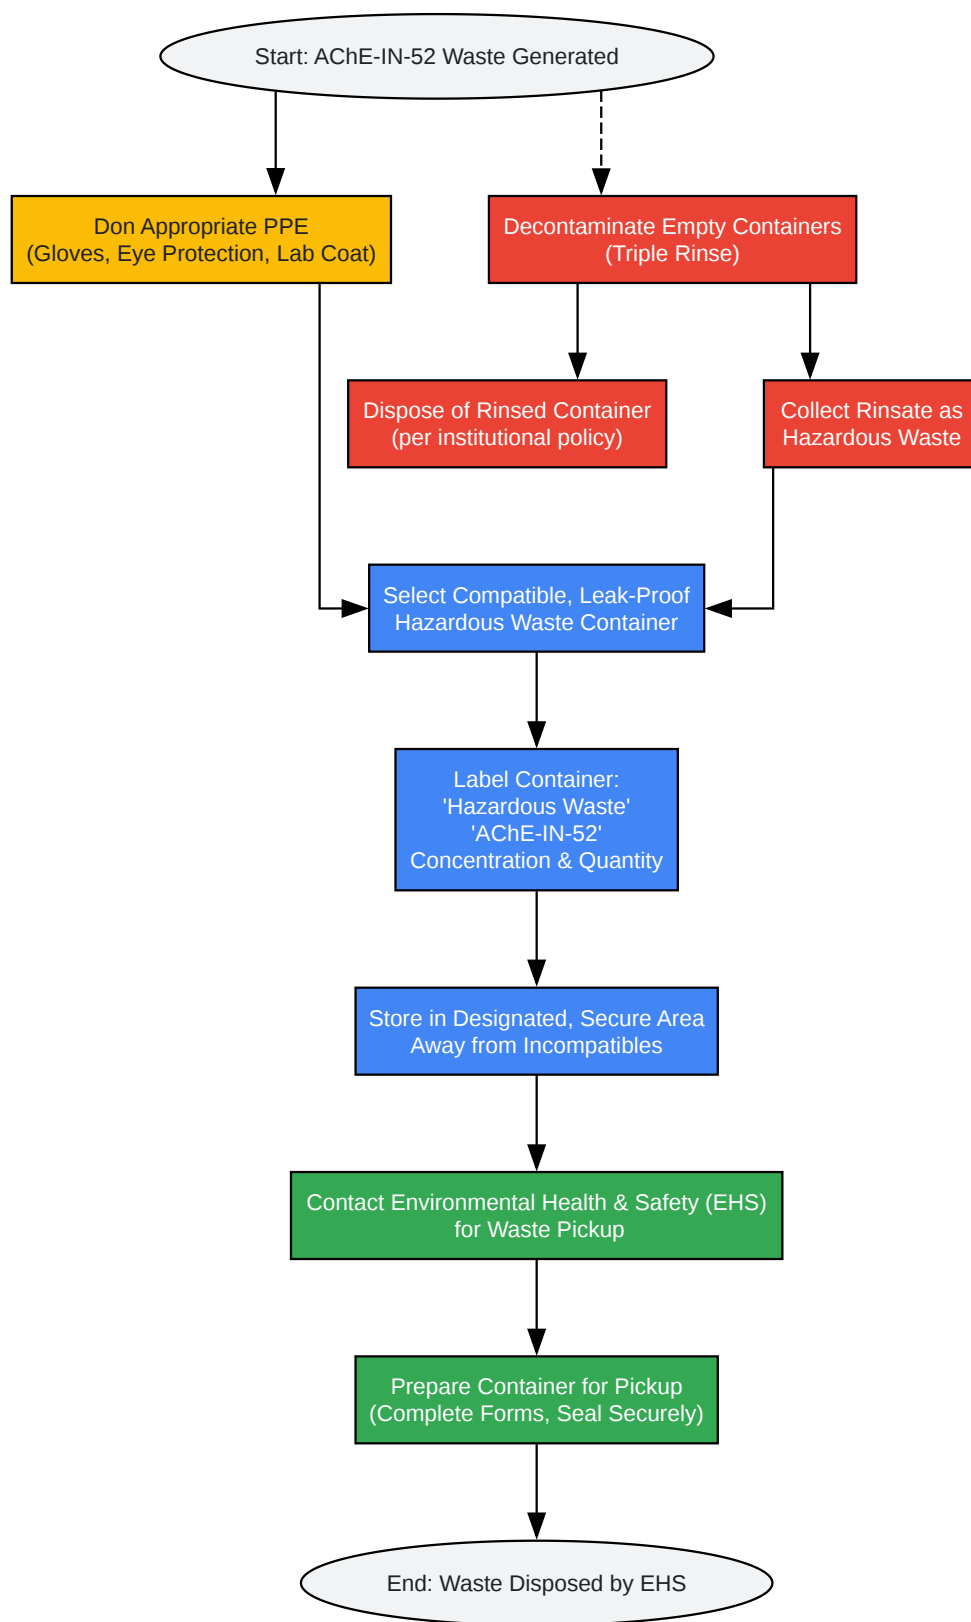 Start: AChE-IN-52 Waste Generated
Don Appropriate PPE
(Gloves, Eye Protection, Lab Coat)
Decontaminate Empty Containers
(Triple Rinse)
Dispose of Rinsed Container
(per institutional policy)
Collect Rinsate as
Hazardous Waste
Select Compatible, Leak-Proof
Hazardous Waste Container
Label Container:
'Hazardous Waste'
'AChE-IN-52'
Concentration & Quantity
Store in Designated, Secure Area
Away from Incompatibles
Contact Environmental Health & Safety (EHS)
for Waste Pickup
Prepare Container for Pickup
(Complete Forms, Seal Securely)
End: Waste Disposed by EHS